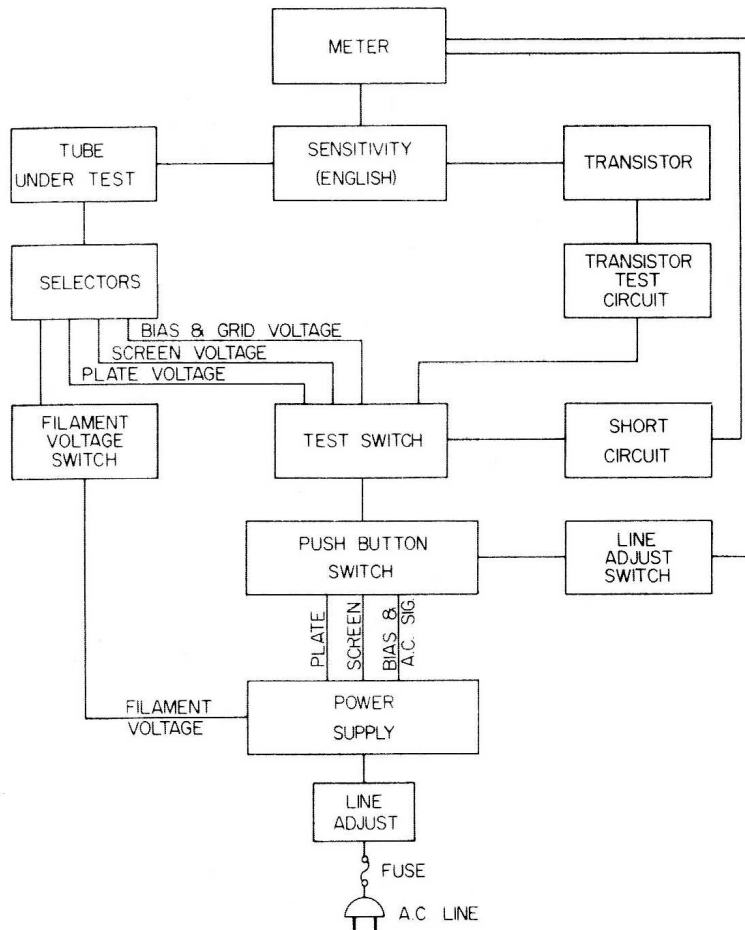 METER
TUBE
UNDER TEST
SENSITIVITY
(ENGLISH)
TRANSISTOR
SELECTORS
TRANSISTOR
TEST
CIRCUIT
BIAS & GRID VOLTAGE
SCREEN VOLTAGE
PLATE VOLTAGE
FILAMENT
VOLTAGE
SWITCH
TEST SWITCH
SHORT
CIRCUIT
PUSH BUTTON
SWITCH
LINE
ADJUST
SWITCH
PLATE
SCREEN
BIAS &
A.C. SIG.
FILAMENT
VOLTAGE
POWER
SUPPLY
LINE
ADJUST
FUSE
A.C LINE